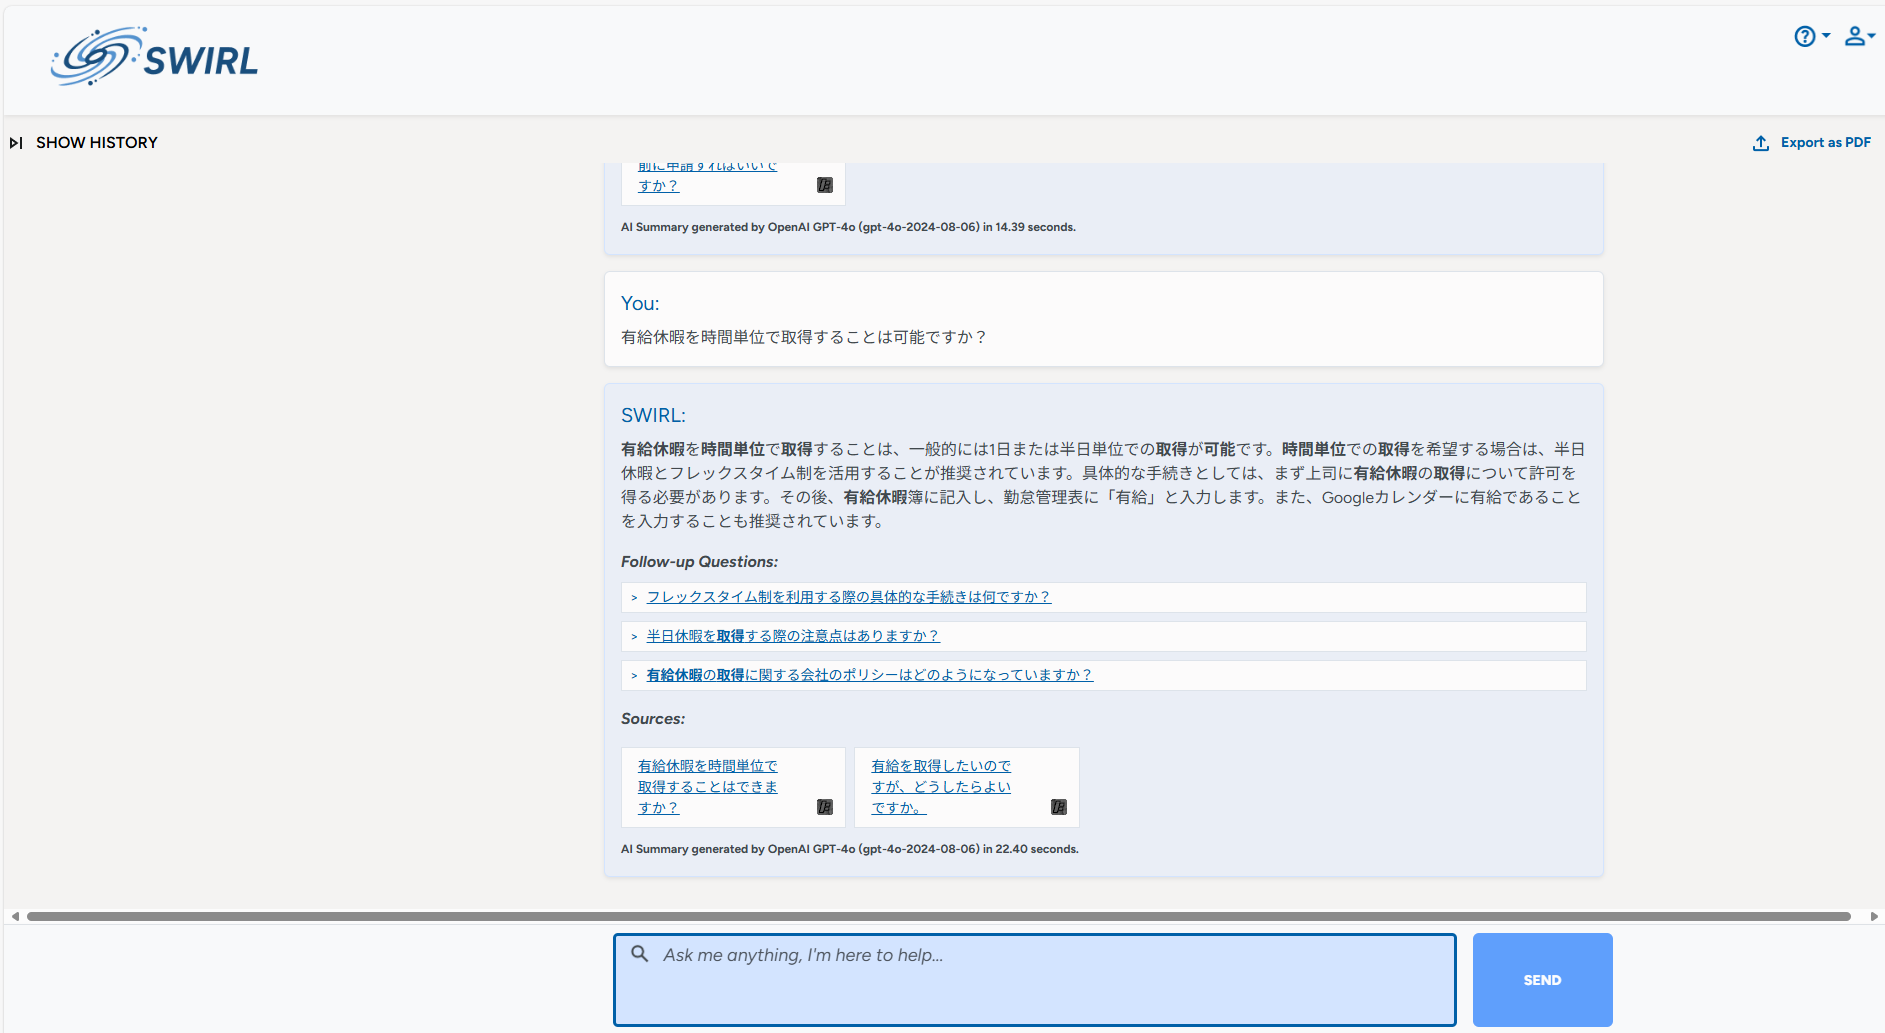 SWIRL
SHOW HISTORY
Export as PDF
前に申請すればいいで
すか？
AI Summary generated by OpenAI GPT-4o (gpt-4o-2024-08-06) in 14.39 seconds.
You:
有給休暇を時間単位で取得することは可能ですか？
SWIRL:
有給休暇を時間単位で取得することは、一般的には1日または半日単位での取得が可能です。時間単位での取得を希望する場合は、半日
休暇とフレックスタイム制を活用することが推奨されています。具体的な手続きとしては、まず上司に有給休暇の取得について許可を
得る必要があります。その後、有給休暇簿に記入し、勤怠管理表に「有給」と入力します。また、Googleカレンダーに有給であること
を入力することも推奨されています。
Follow-up Questions:
> フレックスタイム制を利用する際の具体的な手続きは何ですか？
> 半日休暇を取得する際の注意点はありますか？
> 有給休暇の取得に関する会社のポリシーはどのようになっていますか？
Sources:
有給休暇を時間単位で
取得することはできま
すか？
有給を取得したいので
すが、どうしたらよい
ですか。
AI Summary generated by OpenAI GPT-4o (gpt-4o-2024-08-06) in 22.40 seconds.
Ask me anything, I'm here to help...
SEND